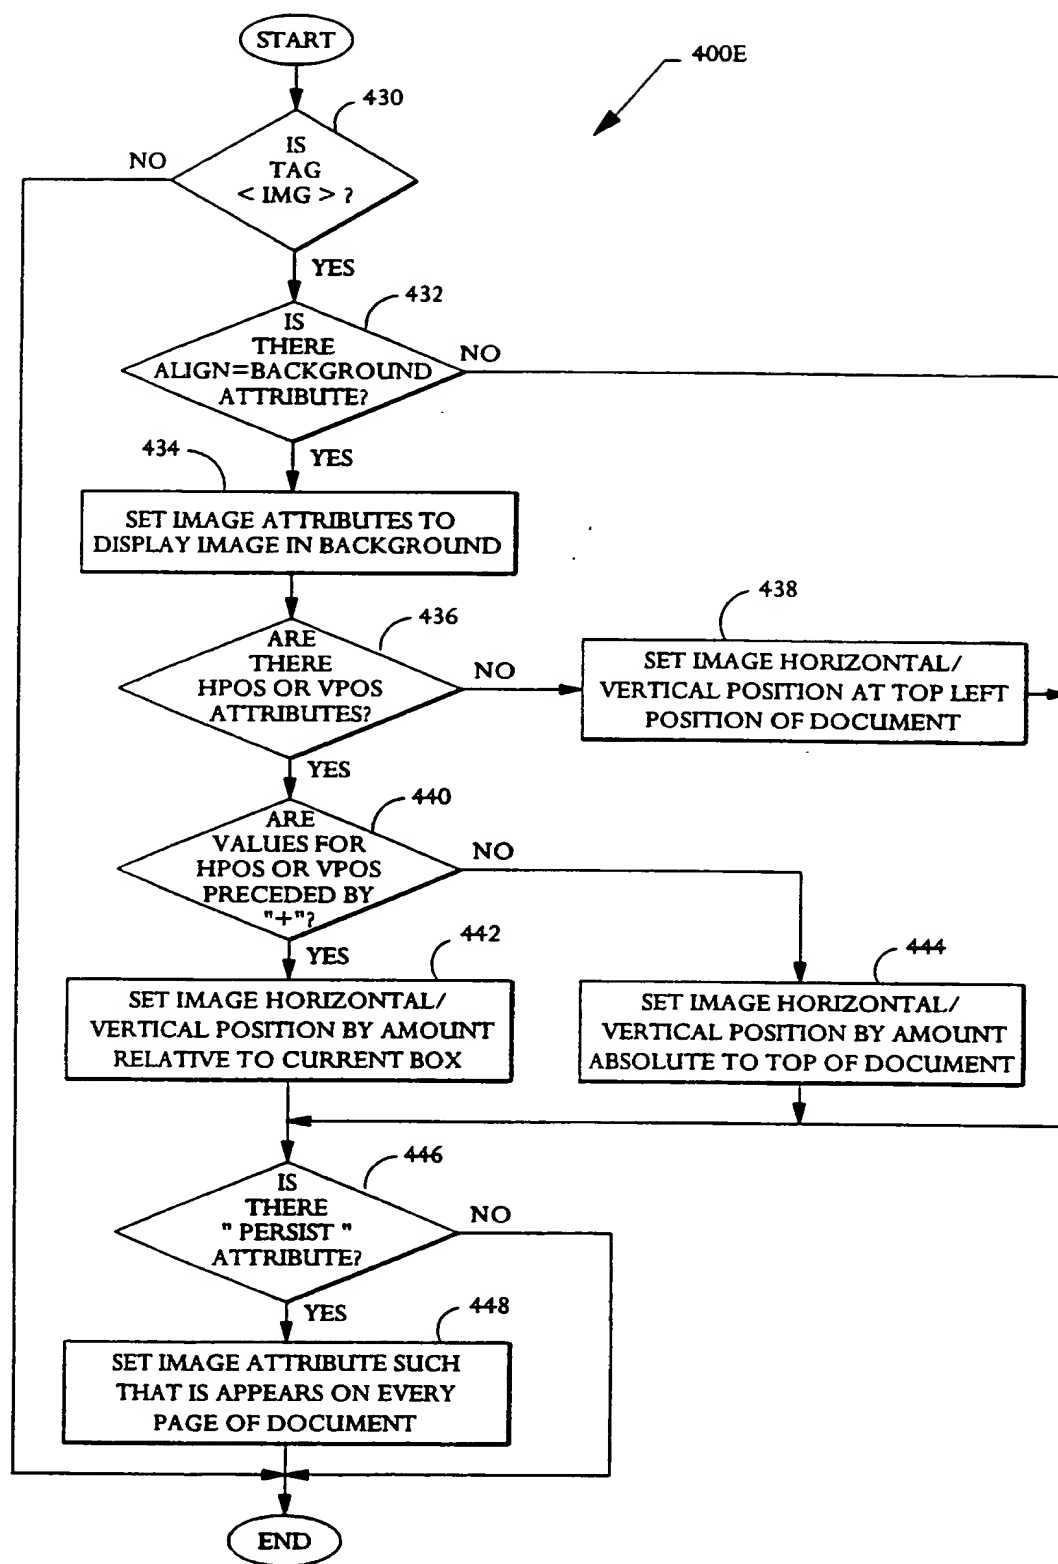 START
400E
430
IS
TAG
< IMG > ?
NO
YES
432
IS
THERE
ALIGN=BACKGROUND
ATTRIBUTE?
NO
YES
434
SET IMAGE ATTRIBUTES TO
DISPLAY IMAGE IN BACKGROUND
436
ARE
THERE
HPOS OR VPOS
ATTRIBUTES?
NO
YES
438
SET IMAGE HORIZONTAL/
VERTICAL POSITION AT TOP LEFT
POSITION OF DOCUMENT
440
ARE
VALUES FOR
HPOS OR VPOS
PRECEDED BY
"+"?
NO
YES
442
SET IMAGE HORIZONTAL/
VERTICAL POSITION BY AMOUNT
RELATIVE TO CURRENT BOX
444
SET IMAGE HORIZONTAL/
VERTICAL POSITION BY AMOUNT
ABSOLUTE TO TOP OF DOCUMENT
446
IS
THERE
" PERSIST "
ATTRIBUTE?
NO
YES
448
SET IMAGE ATTRIBUTE SUCH
THAT IS APPEARS ON EVERY
PAGE OF DOCUMENT
END